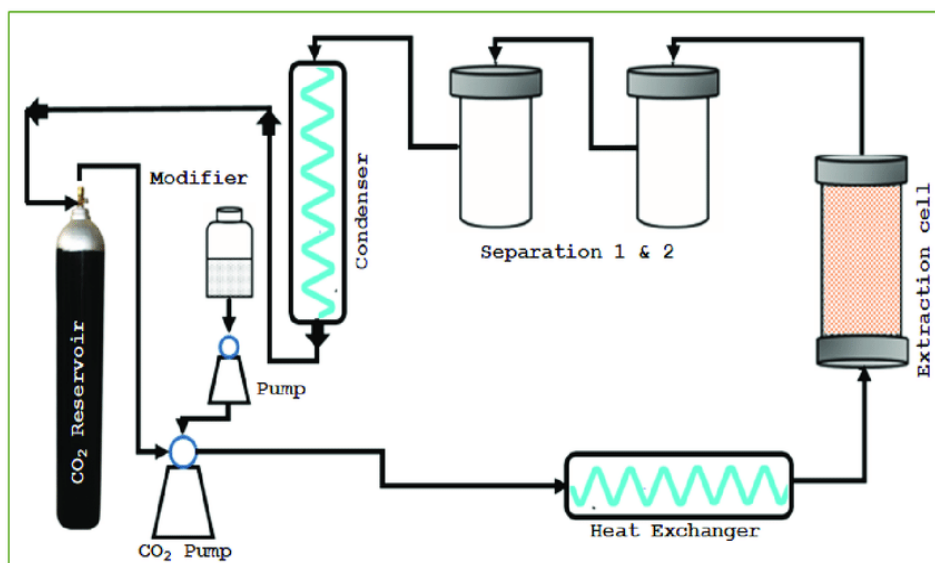 Modifier
Condenser
Separation 1 & 2
Extraction cell
CO₂ Reservoir
Pump
Heat Exchanger
CO₂ Pump